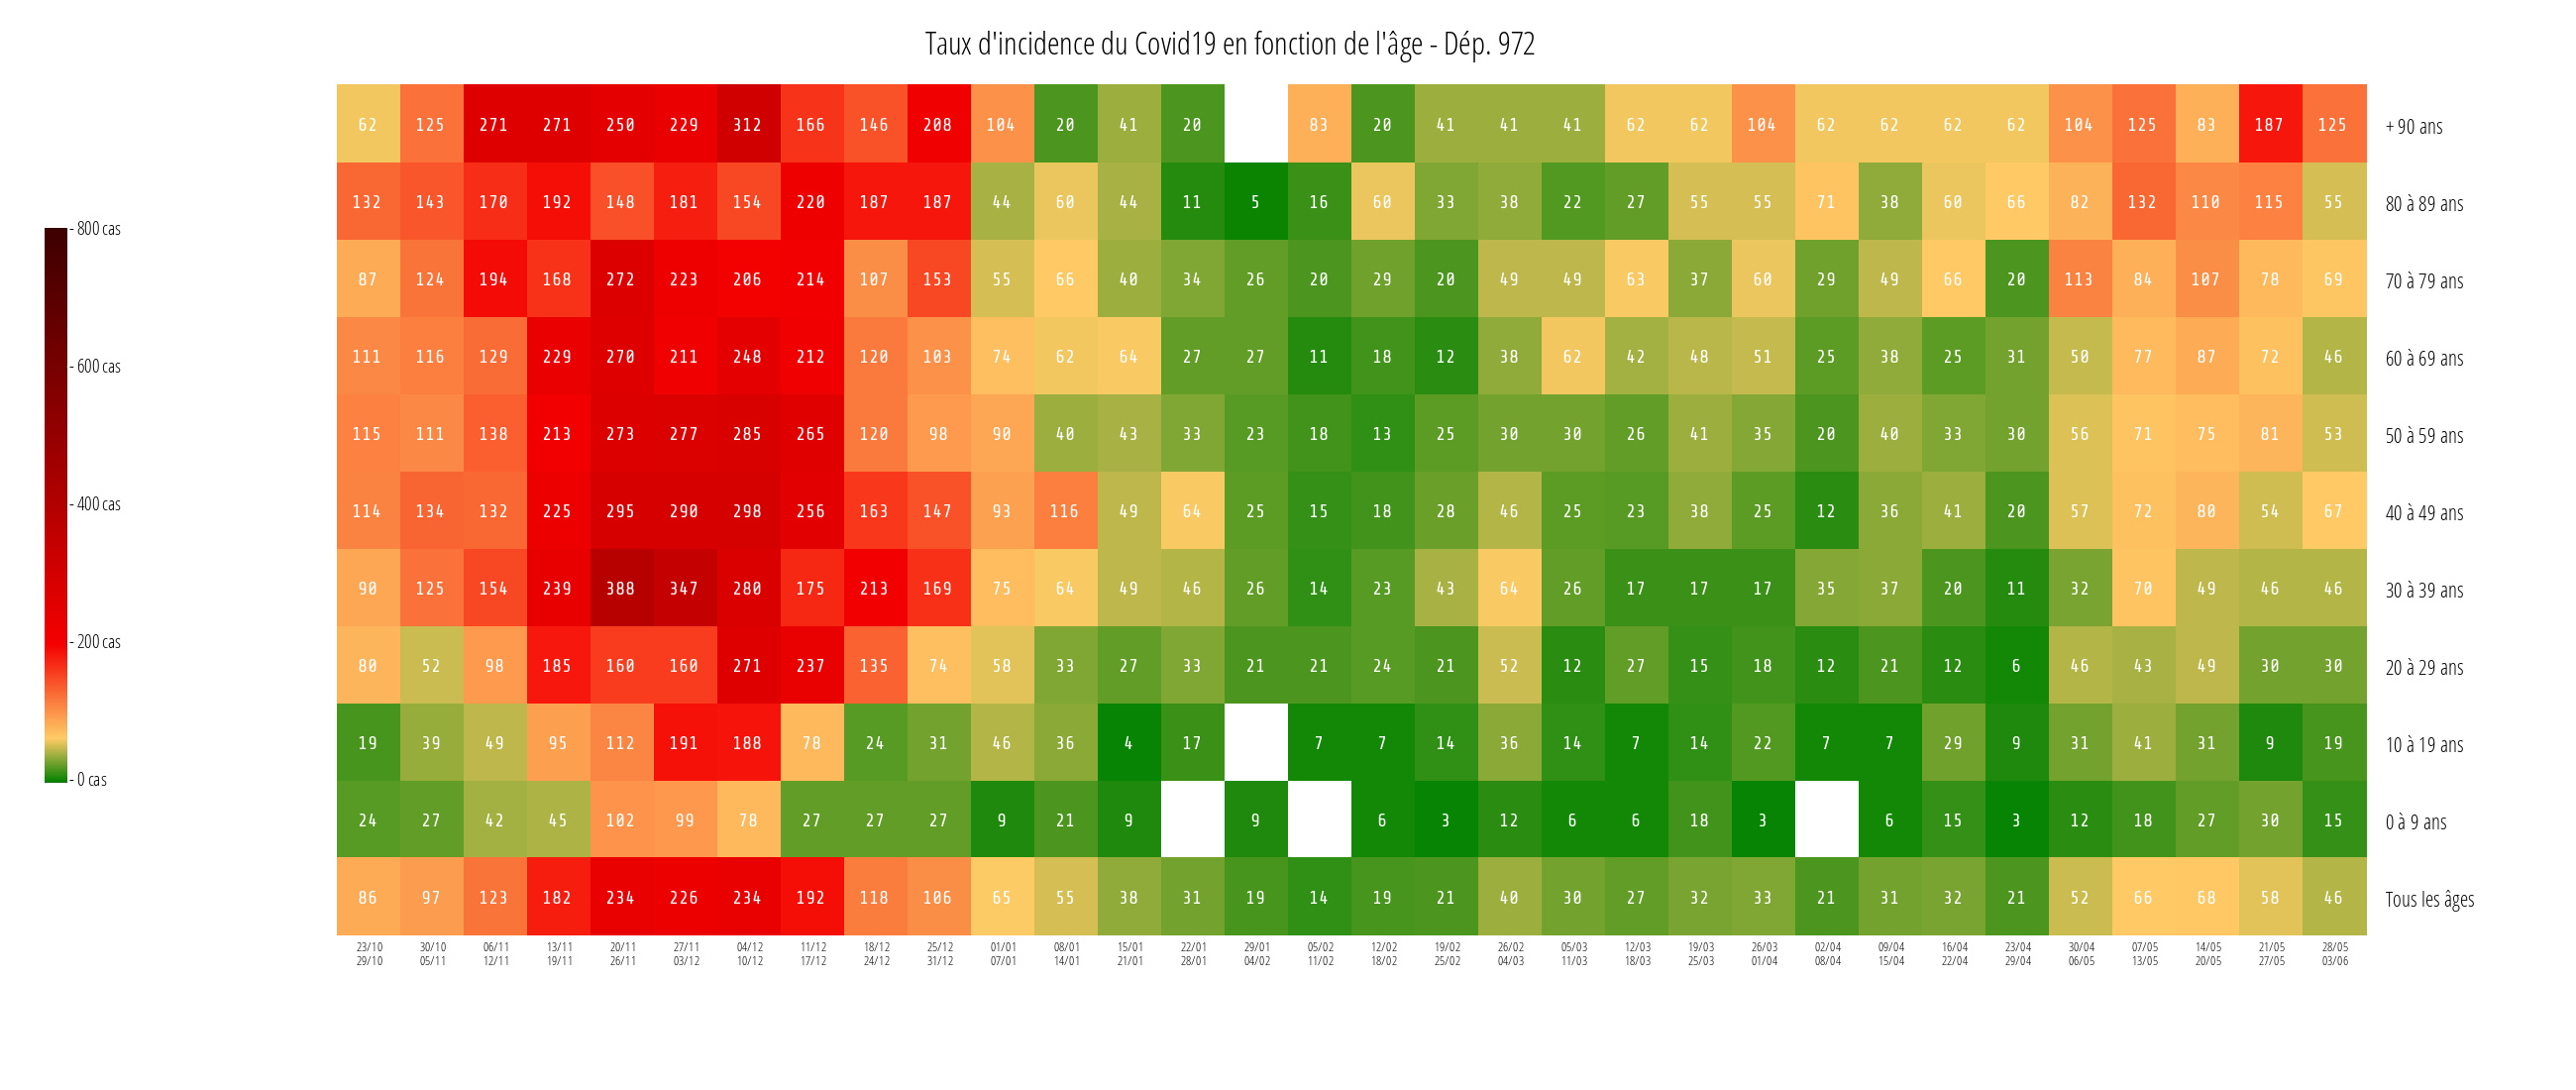 Taux d'incidence du Covid19 en fonction de l'âge - Dép. 972
- 800 cas
- 600 cas
- 400 cas
- 200 cas
- 0 cas
62 125 271 271 250 229 312 166 146 208 104 20 41 20 83 20 41 41 41 62 62 104 62 62 62 62 104 125 83 187 125 + 90 ans
132 143 170 192 148 181 154 220 187 187 44 60 44 11 5 16 60 33 38 22 27 55 55 71 38 60 66 82 132 110 115 55 80 à 89 ans
87 124 194 168 272 223 206 214 107 153 55 66 40 34 26 20 29 20 49 49 63 37 60 29 49 66 20 113 84 107 78 69 70 à 79 ans
111 116 129 229 270 211 248 212 120 103 74 62 64 27 27 11 18 12 38 62 42 48 51 25 38 25 31 50 77 87 72 46 60 à 69 ans
115 111 138 213 273 277 285 265 120 98 90 40 43 33 23 18 13 25 30 30 26 41 35 20 40 33 30 56 71 75 81 53 50 à 59 ans
114 134 132 225 295 290 298 256 163 147 93 116 49 64 25 15 18 28 46 25 23 38 25 12 36 41 20 57 72 80 54 67 40 à 49 ans
90 125 154 239 388 347 280 175 213 169 75 64 49 46 26 14 23 43 64 26 17 17 17 35 37 20 11 32 70 49 46 46 30 à 39 ans
80 52 98 185 160 160 271 237 135 74 58 33 27 33 21 21 24 21 52 12 27 15 18 12 21 12 6 46 43 49 30 30 20 à 29 ans
19 39 49 95 112 191 188 78 24 31 46 36 4 17 7 7 14 36 14 7 14 22 7 7 29 9 31 41 31 9 19 10 à 19 ans
24 27 42 45 102 99 78 27 27 27 9 21 9 9 6 3 12 6 6 18 3 6 15 3 12 18 27 30 15 0 à 9 ans
86 97 123 182 234 226 234 192 118 106 65 55 38 31 19 14 19 21 40 30 27 32 33 21 31 32 21 52 66 68 58 46 Tous les âges
23/10 30/10 06/11 13/11 20/11 27/11 04/12 11/12 18/12 25/12 01/01 08/01 15/01 22/01 29/01 05/02 12/02 19/02 26/02 05/03 12/03 19/03 26/03 02/04 09/04 16/04 23/04 30/04 07/05 14/05 21/05 28/05
29/10 05/11 12/11 19/11 26/11 03/12 10/12 17/12 24/12 31/12 07/01 14/01 21/01 28/01 04/02 11/02 18/02 25/02 04/03 11/03 18/03 25/03 01/04 08/04 15/04 22/04 29/04 06/05 13/05 20/05 27/05 03/06